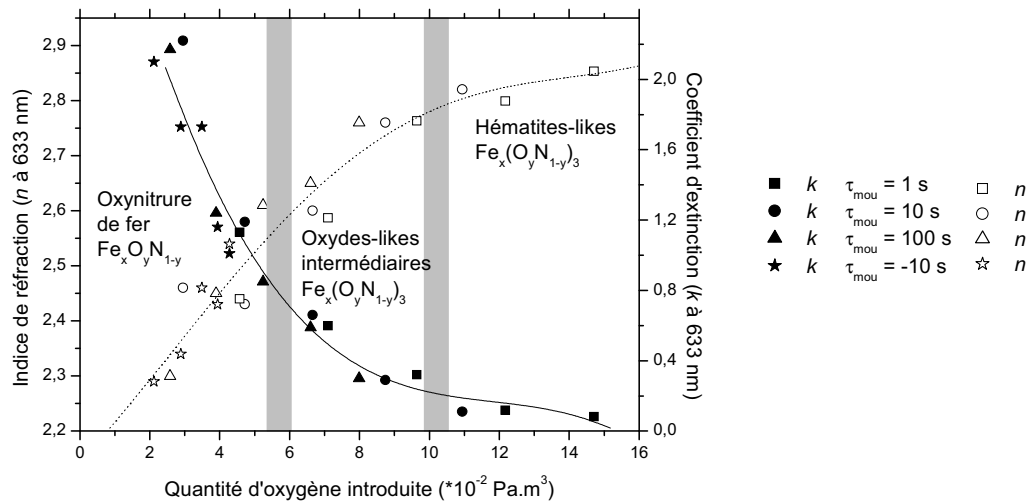 2,9
2,8
2,7
2,6
2,5
2,4
2,3
2,2
Indice de réfraction (n à 633 nm)
0 2 4 6 8 10 12 14 16
Quantité d'oxygène introduite (*10⁻² Pa.m³)
2,0
1,6
1,2
0,8
0,4
0,0
Coefficient d'extinction (k à 633 nm)
Hématites-likes
Feₓ(OᵧN₁₋ᵧ)₃
Oxynitrure
de fer
FeₓOᵧN₁₋ᵧ
Oxydes-likes
intermédiaires
Feₓ(OᵧN₁₋ᵧ)₃
k τmou = 1 s n
k τmou = 10 s n
k τmou = 100 s n
k τmou = -10 s n